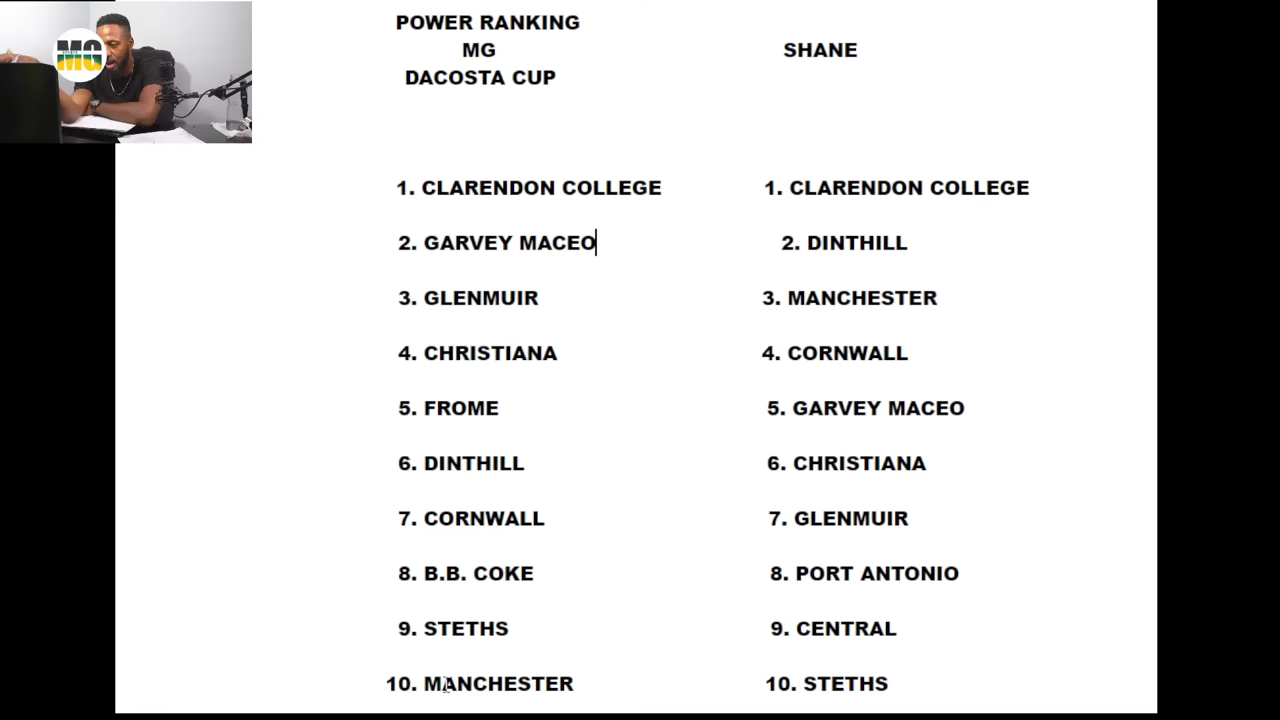 MG
POWER RANKING
MG
DACOSTA CUP
1. CLARENDON COLLEGE
2. GARVEY MACEO
3. GLENMUIR
4. CHRISTIANA
5. FROME
6. DINTHILL
7. CORNWALL
8. B.B. COKE
9. STETHS
10. MANCHESTER
SHANE
1. CLARENDON COLLEGE
2. DINTHILL
3. MANCHESTER
4. CORNWALL
5. GARVEY MACEO
6. CHRISTIANA
7. GLENMUIR
8. PORT ANTONIO
9. CENTRAL
10. STETHS